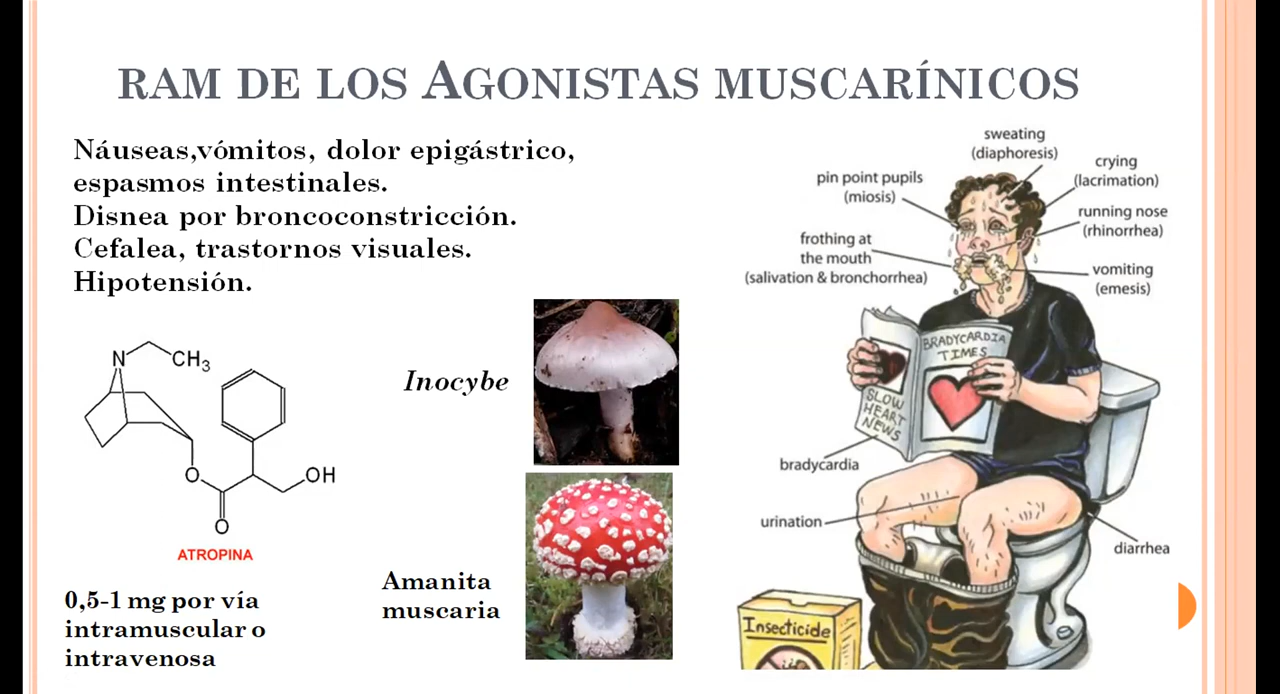 RAM DE LOS AGONISTAS MUSCARÍNICOS
Náuseas,vómitos, dolor epigástrico,
espasmos intestinales.
Disnea por broncoconstricción.
Cefalea, trastornos visuales.
Hipotensión.
N
CH3
O
OH
O
ATROPINA
0,5-1 mg por vía
intramuscular o
intravenosa
Inocybe
Amanita
muscaria
sweating
(diaphoresis)
crying
(lacrimation)
pin point pupils
(miosis)
running nose
(rhinorrhea)
frothing at
the mouth
(salivation & bronchorrhea)
vomiting
(emesis)
BRADYCARDIA
TIMES
SLOW
HEART
NEWS
bradycardia
urination
diarrhea
Insecticide